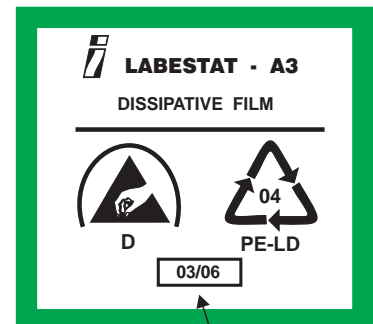 i LABESTAT - A3
DISSIPATIVE FILM
04
D
PE-LD
03/06